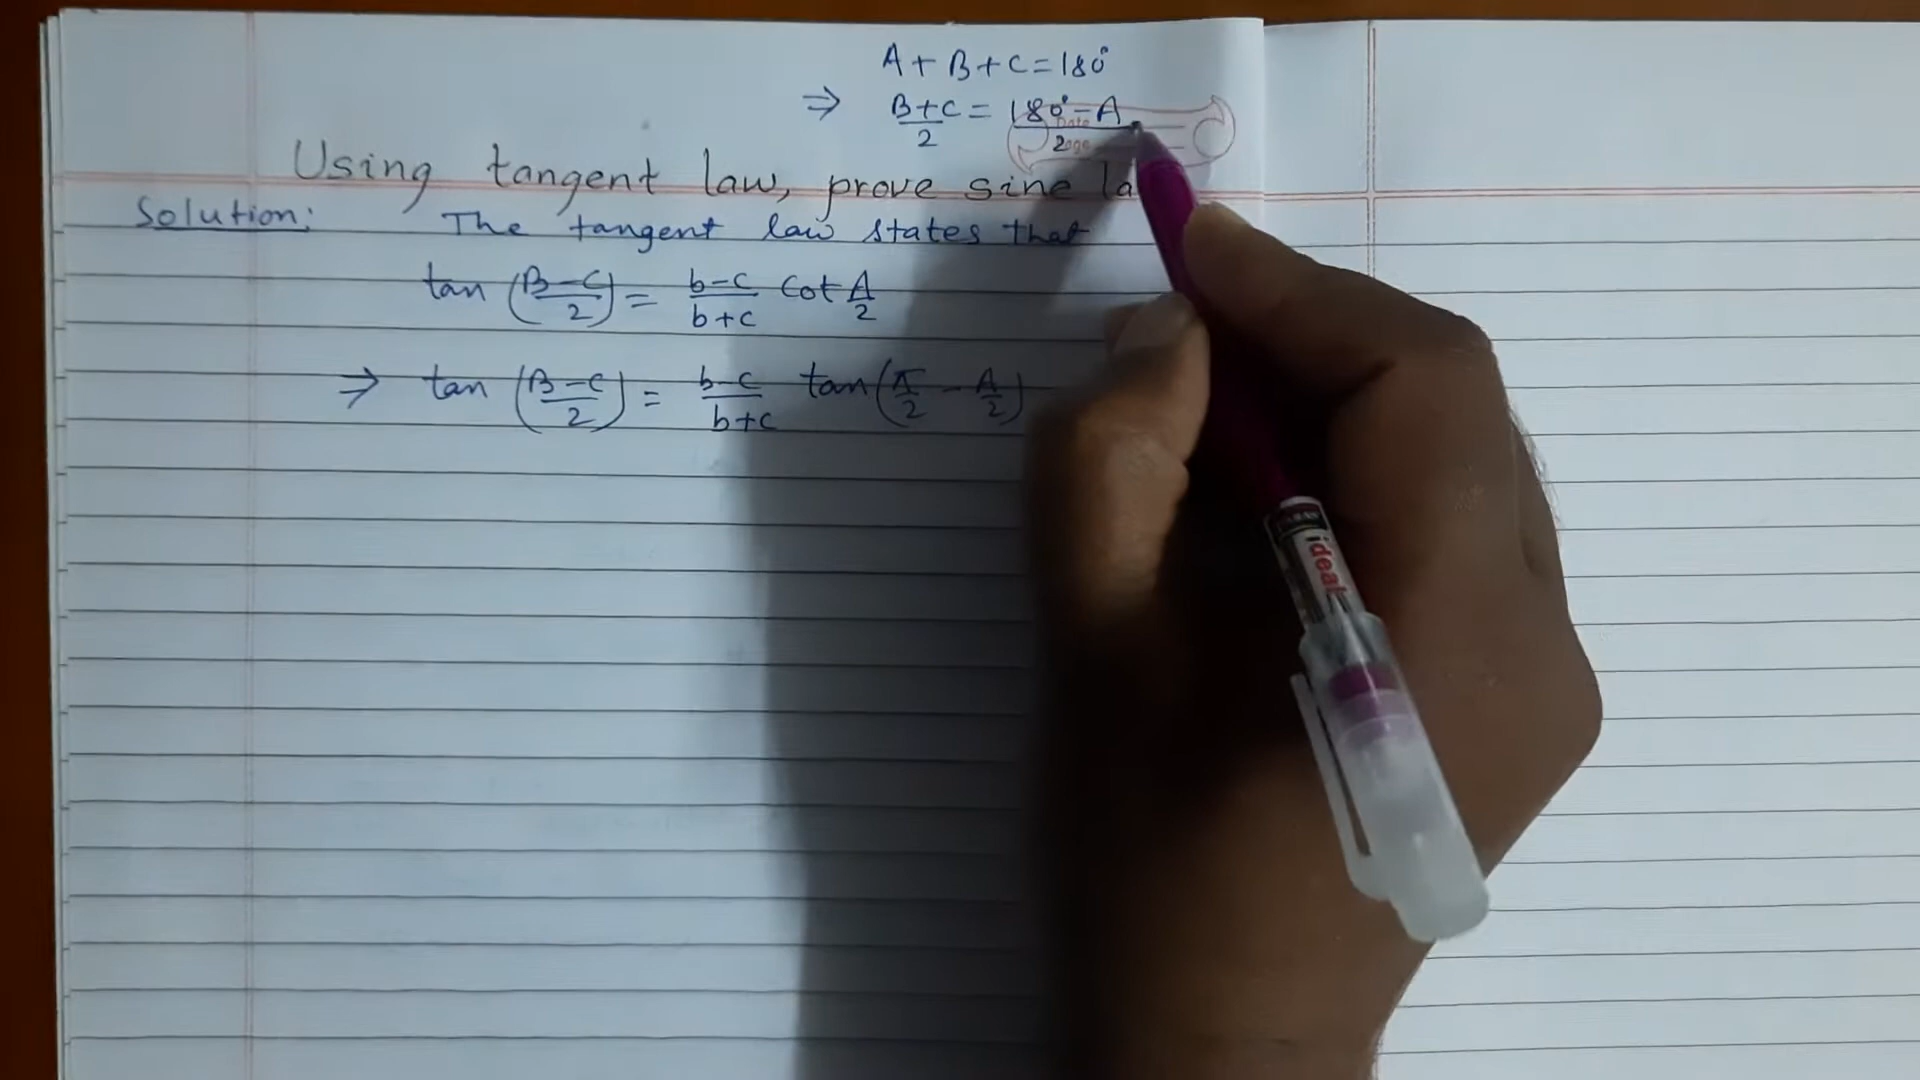 A + B + C = 180°
⇒ (B+C)/2 = (180° - A)/2
Using tangent law, prove sine la
Solution: The tangent law states that
tan ((B-C)/2) = (b-c)/(b+c) cot A/2
⇒ tan ((B-C)/2) = (b-c)/(b+c) tan (π/2 - A/2)
ideal